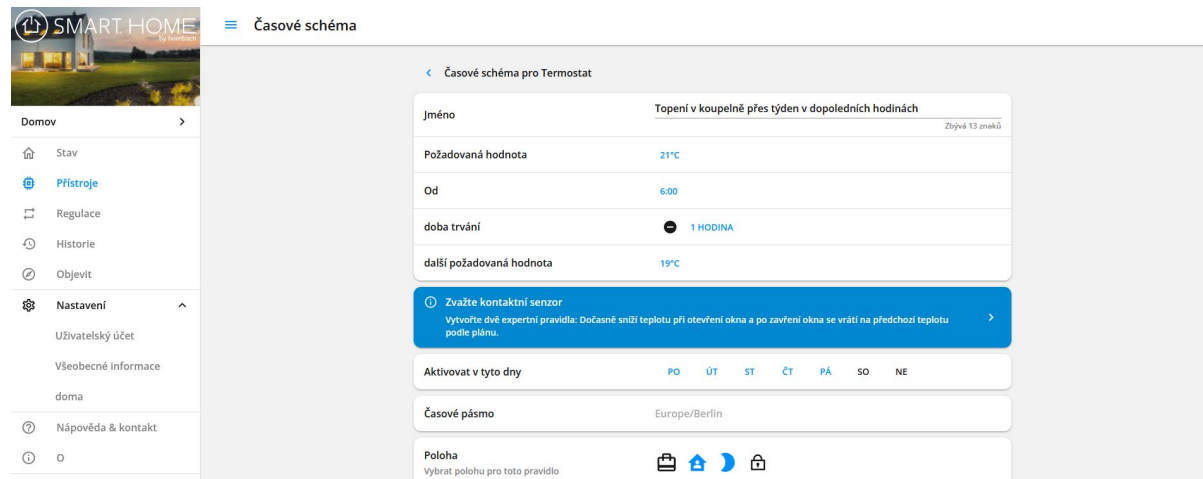 SMART HOME
by hornbach
Časové schéma
Domov
Stav
Přístroje
Regulace
Historie
Objevit
Nastavení
Uživatelský účet
Všeobecné informace
doma
Nápověda & kontakt
O
Časové schéma pro Termostat
Jméno
Topení v koupelně přes týden v dopoledních hodinách
Zbývá 13 znaků
Požadovaná hodnota
21°C
Od
6:00
doba trvání
1 HODINA
další požadovaná hodnota
19°C
Zvažte kontaktní senzor
Vytvořte dvě expertní pravidla: Dočasně sníží teplotu při otevření okna a po zavření okna se vrátí na předchozí teplotu
podle plánu.
Aktivovat v tyto dny
PO ÚT ST ČT PÁ SO NE
Časové pásmo
Europe/Berlin
Poloha
Vybrat polohu pro toto pravidlo